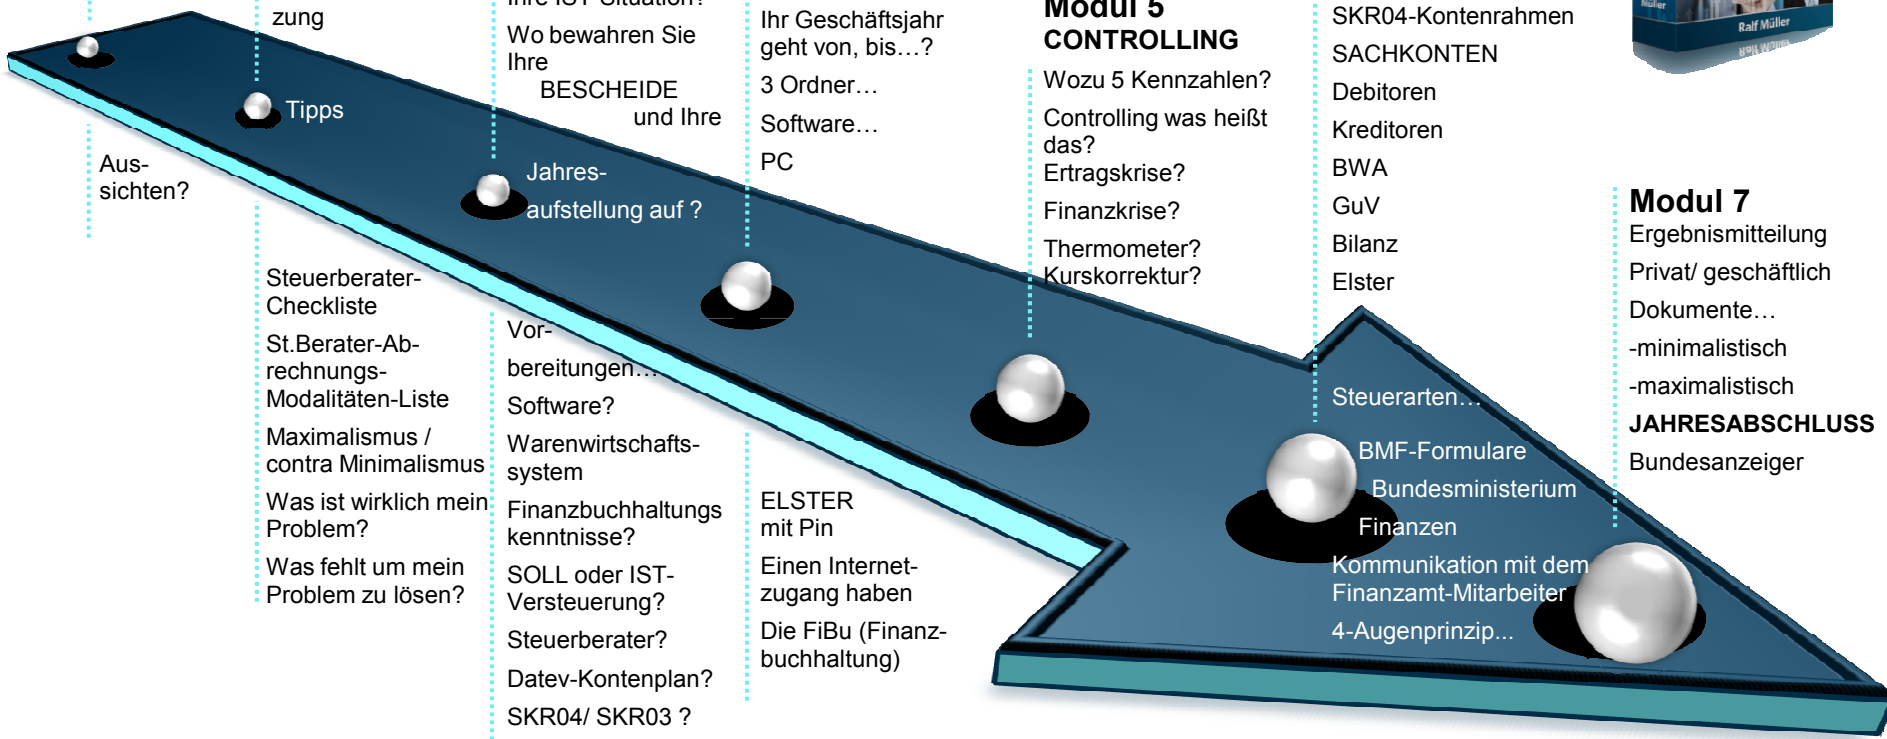 zung
Tipps
Aus-
sichten?
Steuerberater-
Checkliste
St.Berater-Ab-
rechnungs-
Modalitäten-Liste
Maximalismus /
contra Minimalismus
Was ist wirklich mein
Problem?
Was fehlt um mein
Problem zu lösen?
Ihre IST-Situation?
Wo bewahren Sie
Ihre
BESCHEIDE
und Ihre
Jahres-
aufstellung auf ?
Vor-
bereitungen…
Software?
Warenwirtschafts-
system
Finanzbuchhaltungs
kenntnisse?
SOLL oder IST-
Versteuerung?
Steuerberater?
Datev-Kontenplan?
SKR04/ SKR03 ?
Ihr Geschäftsjahr
geht von, bis…?
3 Ordner…
Software…
PC
ELSTER
mit Pin
Einen Internet-
zugang haben
Die FiBu (Finanz-
buchhaltung)
Modul 5
CONTROLLING
Wozu 5 Kennzahlen?
Controlling was heißt
das?
Ertragskrise?
Finanzkrise?
Thermometer?
Kurskorrektur?
SKR04-Kontenrahmen
SACHKONTEN
Debitoren
Kreditoren
BWA
GuV
Bilanz
Elster
Steuerarten…
BMF-Formulare
Bundesministerium
Finanzen
Kommunikation mit dem
Finanzamt-Mitarbeiter
4-Augenprinzip...
Müller
Ralf Müller
Modul 7
Ergebnismitteilung
Privat/ geschäftlich
Dokumente…
-minimalistisch
-maximalistisch
JAHRESABSCHLUSS
Bundesanzeiger